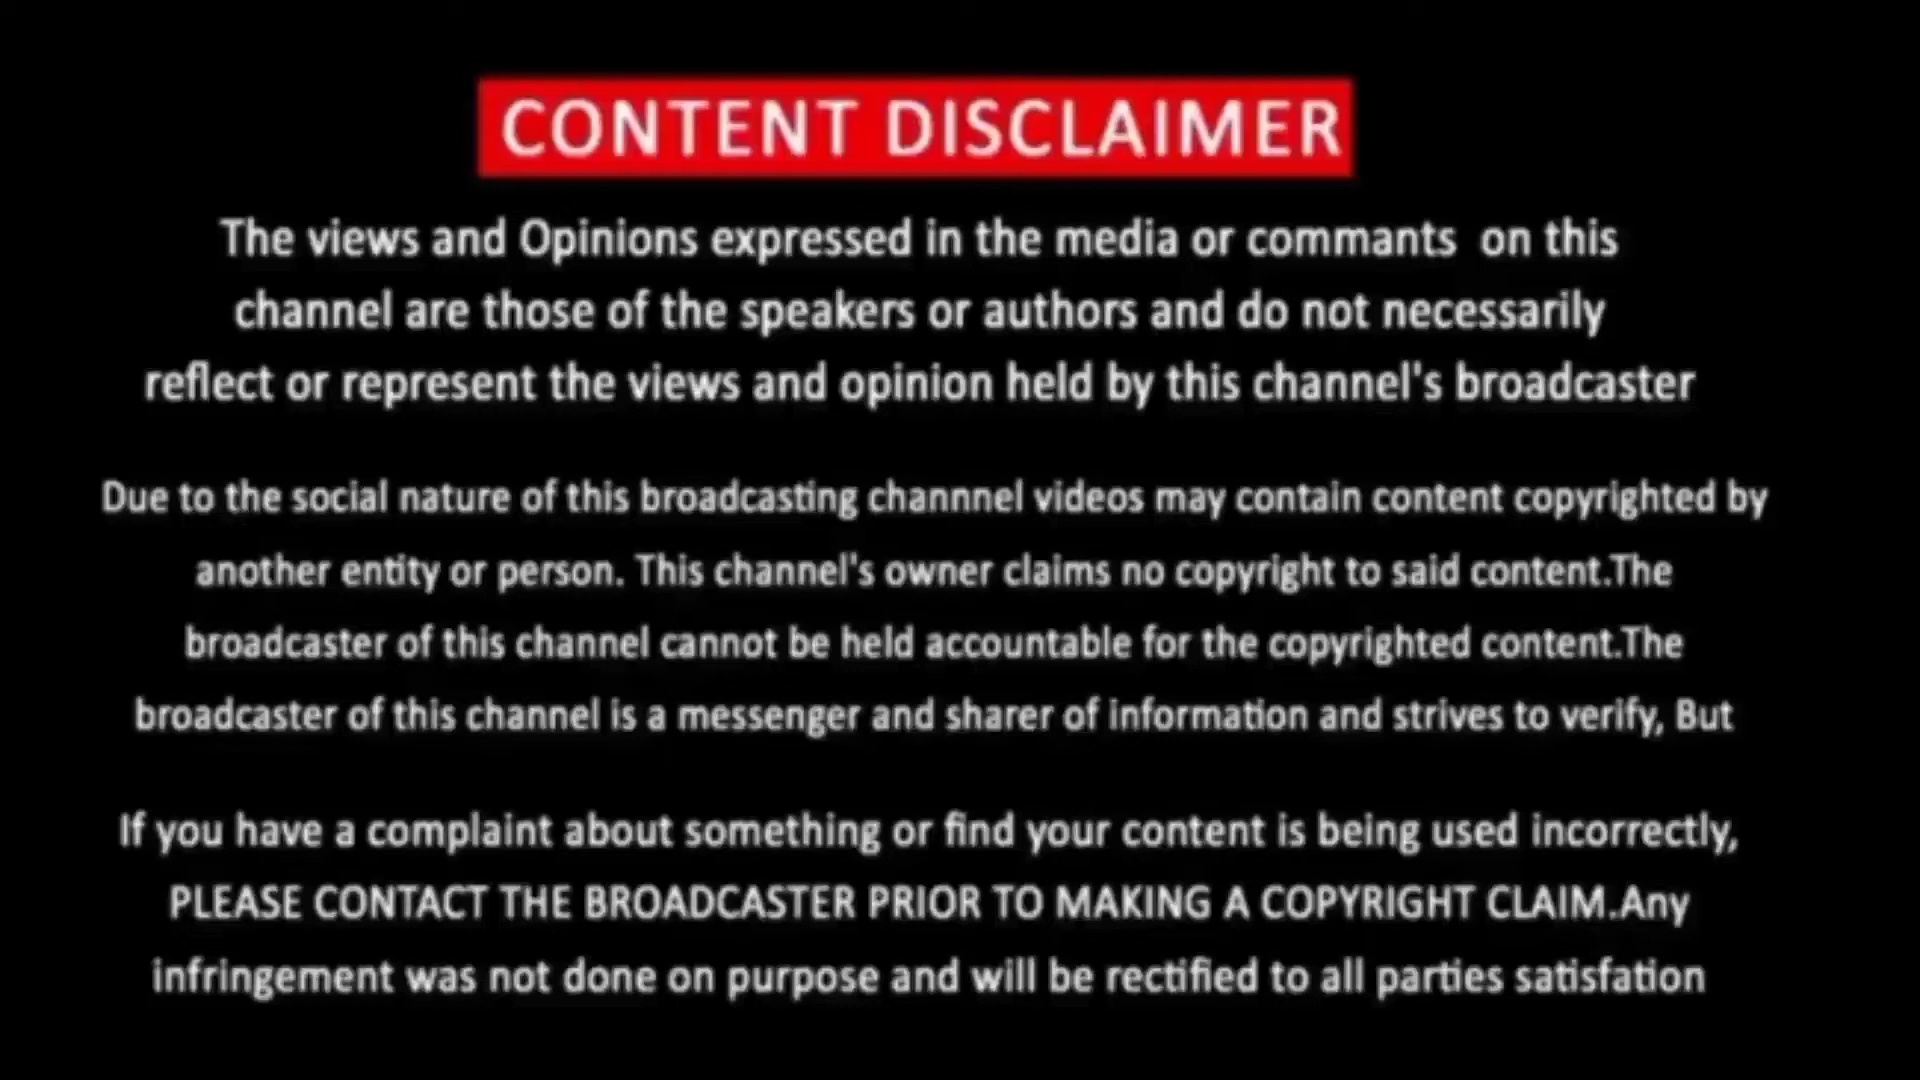 CONTENT DISCLAIMER
The views and Opinions expressed in the media or commants on this
channel are those of the speakers or authors and do not necessarily
reflect or represent the views and opinion held by this channel's broadcaster
Due to the social nature of this broadcasting channnel videos may contain content copyrighted by
another entity or person. This channel's owner claims no copyright to said content.The
broadcaster of this channel cannot be held accountable for the copyrighted content.The
broadcaster of this channel is a messenger and sharer of information and strives to verify, But
If you have a complaint about something or find your content is being used incorrectly,
PLEASE CONTACT THE BROADCASTER PRIOR TO MAKING A COPYRIGHT CLAIM.Any
infringement was not done on purpose and will be rectified to all parties satisfation